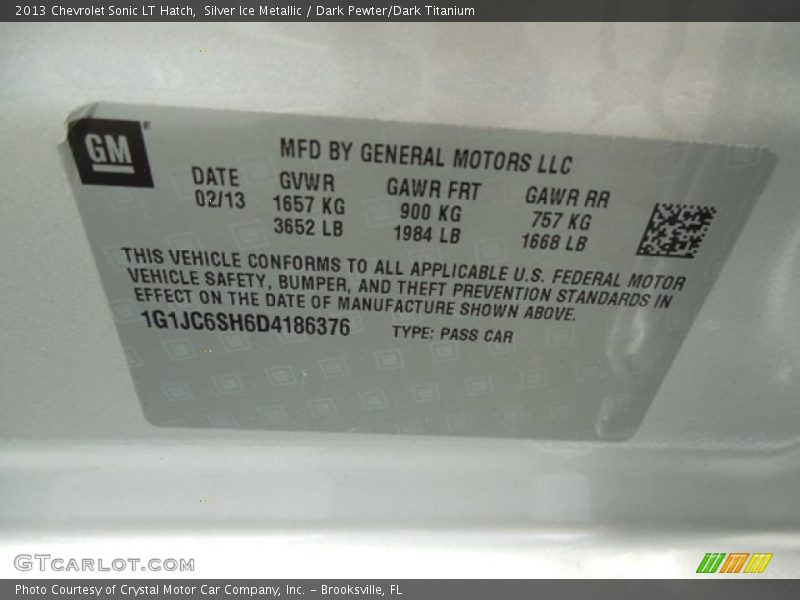 2013 Chevrolet Sonic LT Hatch, Silver Ice Metallic / Dark Pewter/Dark Titanium
GM
MFD BY GENERAL MOTORS LLC
DATE GVWR GAWR FRT GAWR RR
02/13 1657 KG 900 KG 757 KG
3652 LB 1984 LB 1668 LB
THIS VEHICLE CONFORMS TO ALL APPLICABLE U.S. FEDERAL MOTOR
VEHICLE SAFETY, BUMPER, AND THEFT PREVENTION STANDARDS IN
EFFECT ON THE DATE OF MANUFACTURE SHOWN ABOVE.
1G1JC6SH6D4186376 TYPE: PASS CAR
GTCARLOT.COM
Photo Courtesy of Crystal Motor Car Company, Inc. - Brooksville, FL